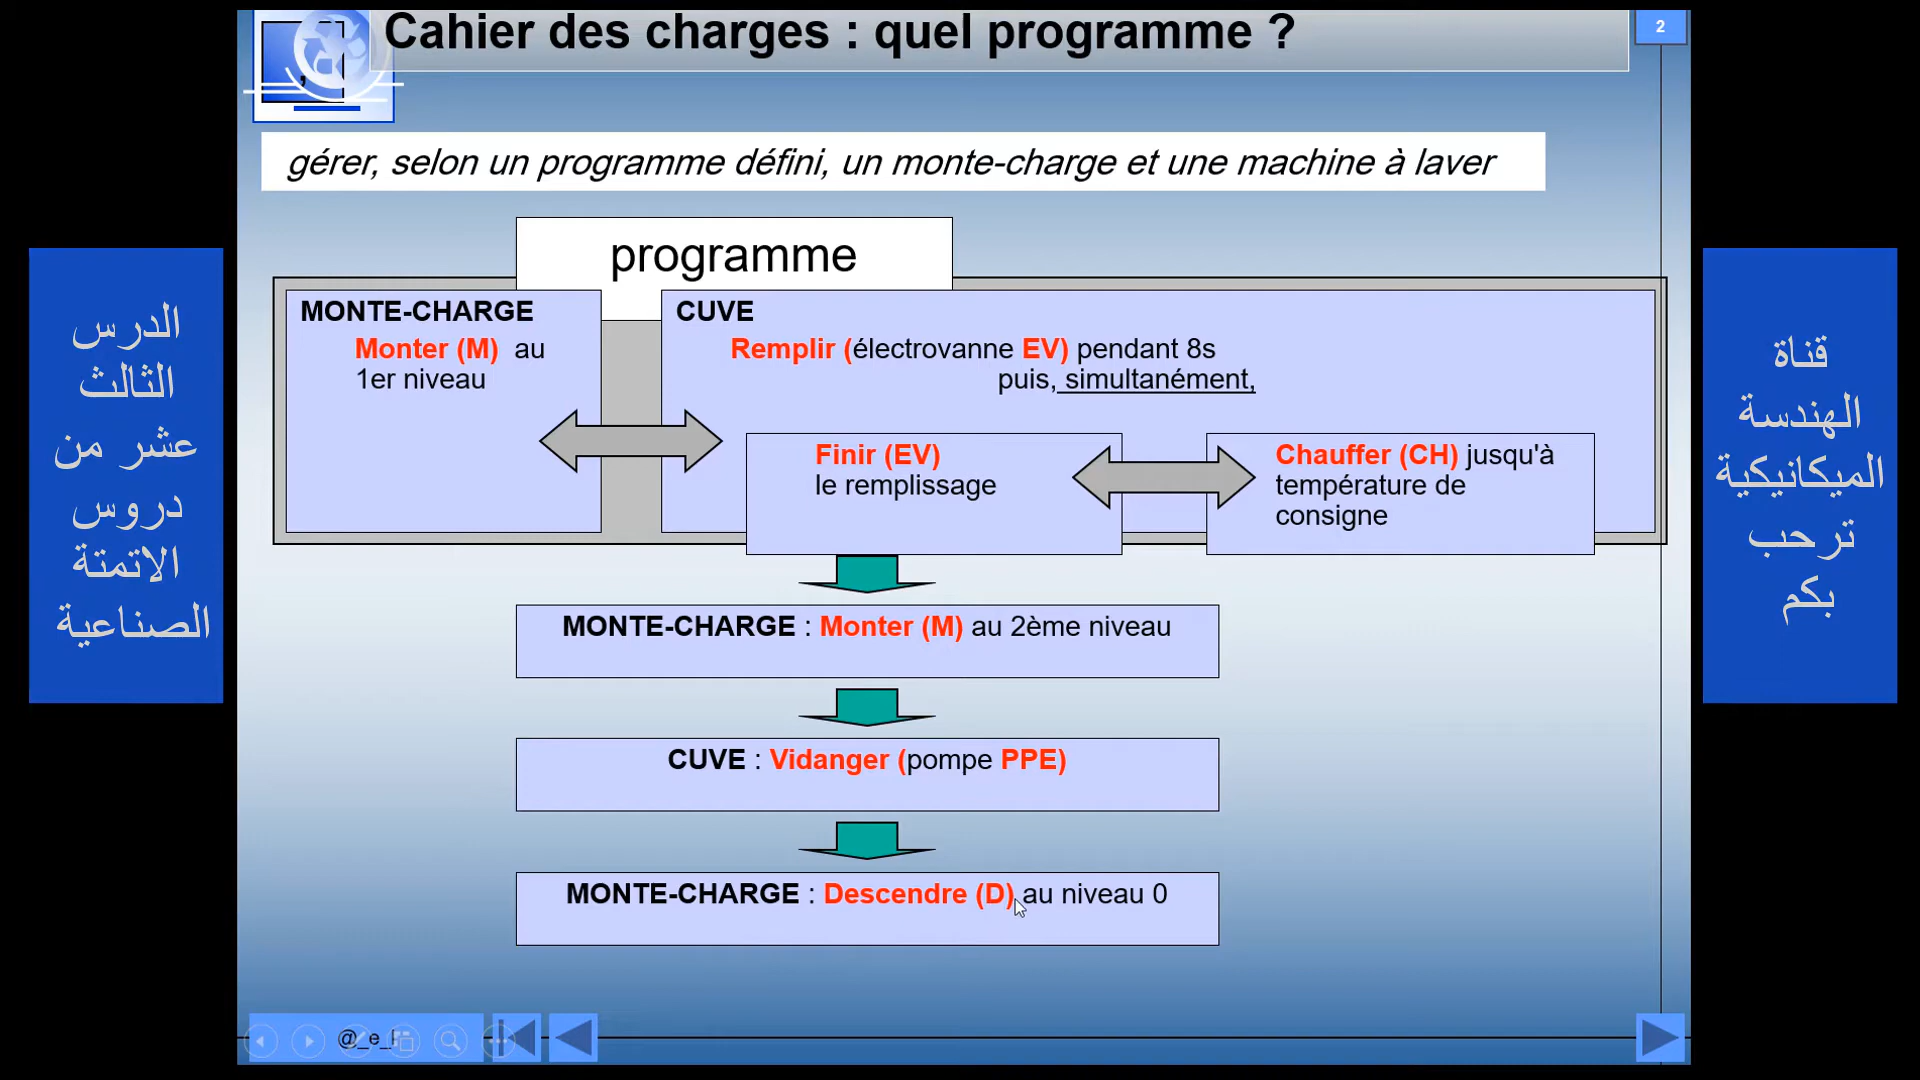 Cahier des charges : quel programme ?
2
gérer, selon un programme défini, un monte-charge et une machine à laver
programme
MONTE-CHARGE
Monter (M) au
1er niveau
CUVE
Remplir (électrovanne EV) pendant 8s
puis, simultanément,
Finir (EV)
le remplissage
Chauffer (CH) jusqu'à
température de
consigne
MONTE-CHARGE : Monter (M) au 2ème niveau
CUVE : Vidanger (pompe PPE)
MONTE-CHARGE : Descendre (D) au niveau 0
الدرس
الثالث
عشر من
دروس
الاتمتة
الصناعية
قناة
الهندسة
الميكانيكية
ترحب
بكم